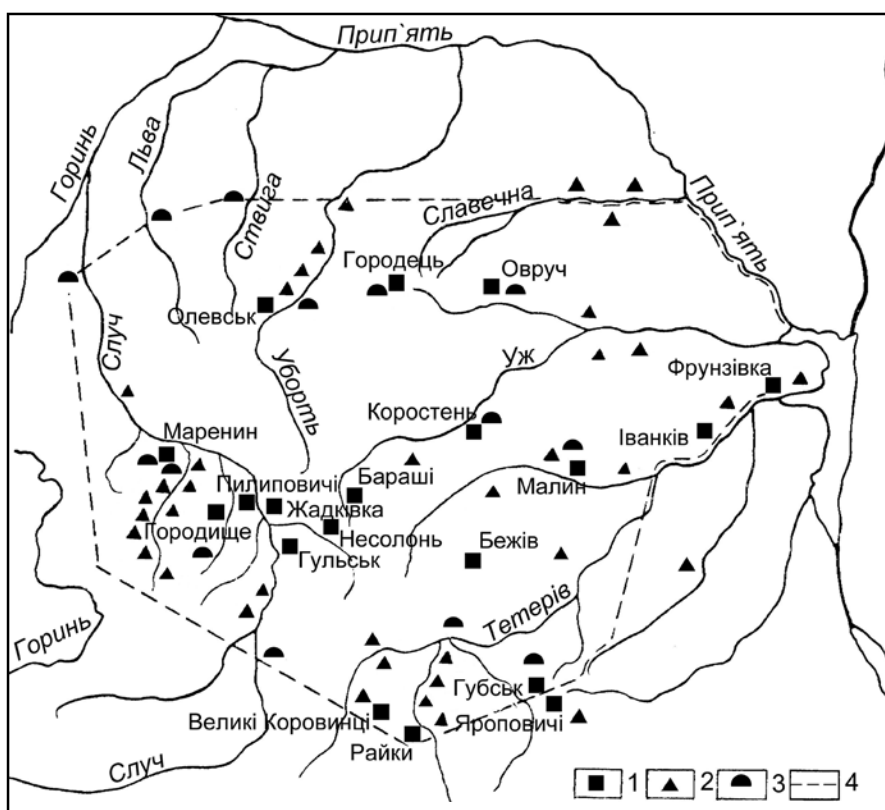 Прип`ять
Горинь
Льва
Ствига
Славечна
Прип`ять
Городець
Овруч
Олевськ
Случ
Уборть
Уж
Фрунзівка
Коростень
Іванків
Маренин
Бараші
Малин
Пилиповичі
Жадківка
Городище
Несолонь
Гульськ
Бежів
Тетерів
Горинь
Губськ
Великі Коровинці
Яроповичі
Райки
Случ
1 2 3 4